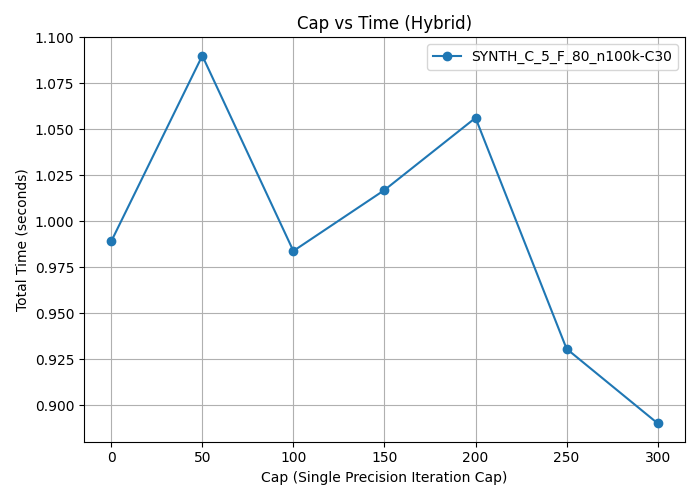 Cap vs Time (Hybrid)
SYNTH_C_5_F_80_n100k-C30
Total Time (seconds)
1.100
1.075
1.050
1.025
1.000
0.975
0.950
0.925
0.900
0 50 100 150 200 250 300
Cap (Single Precision Iteration Cap)